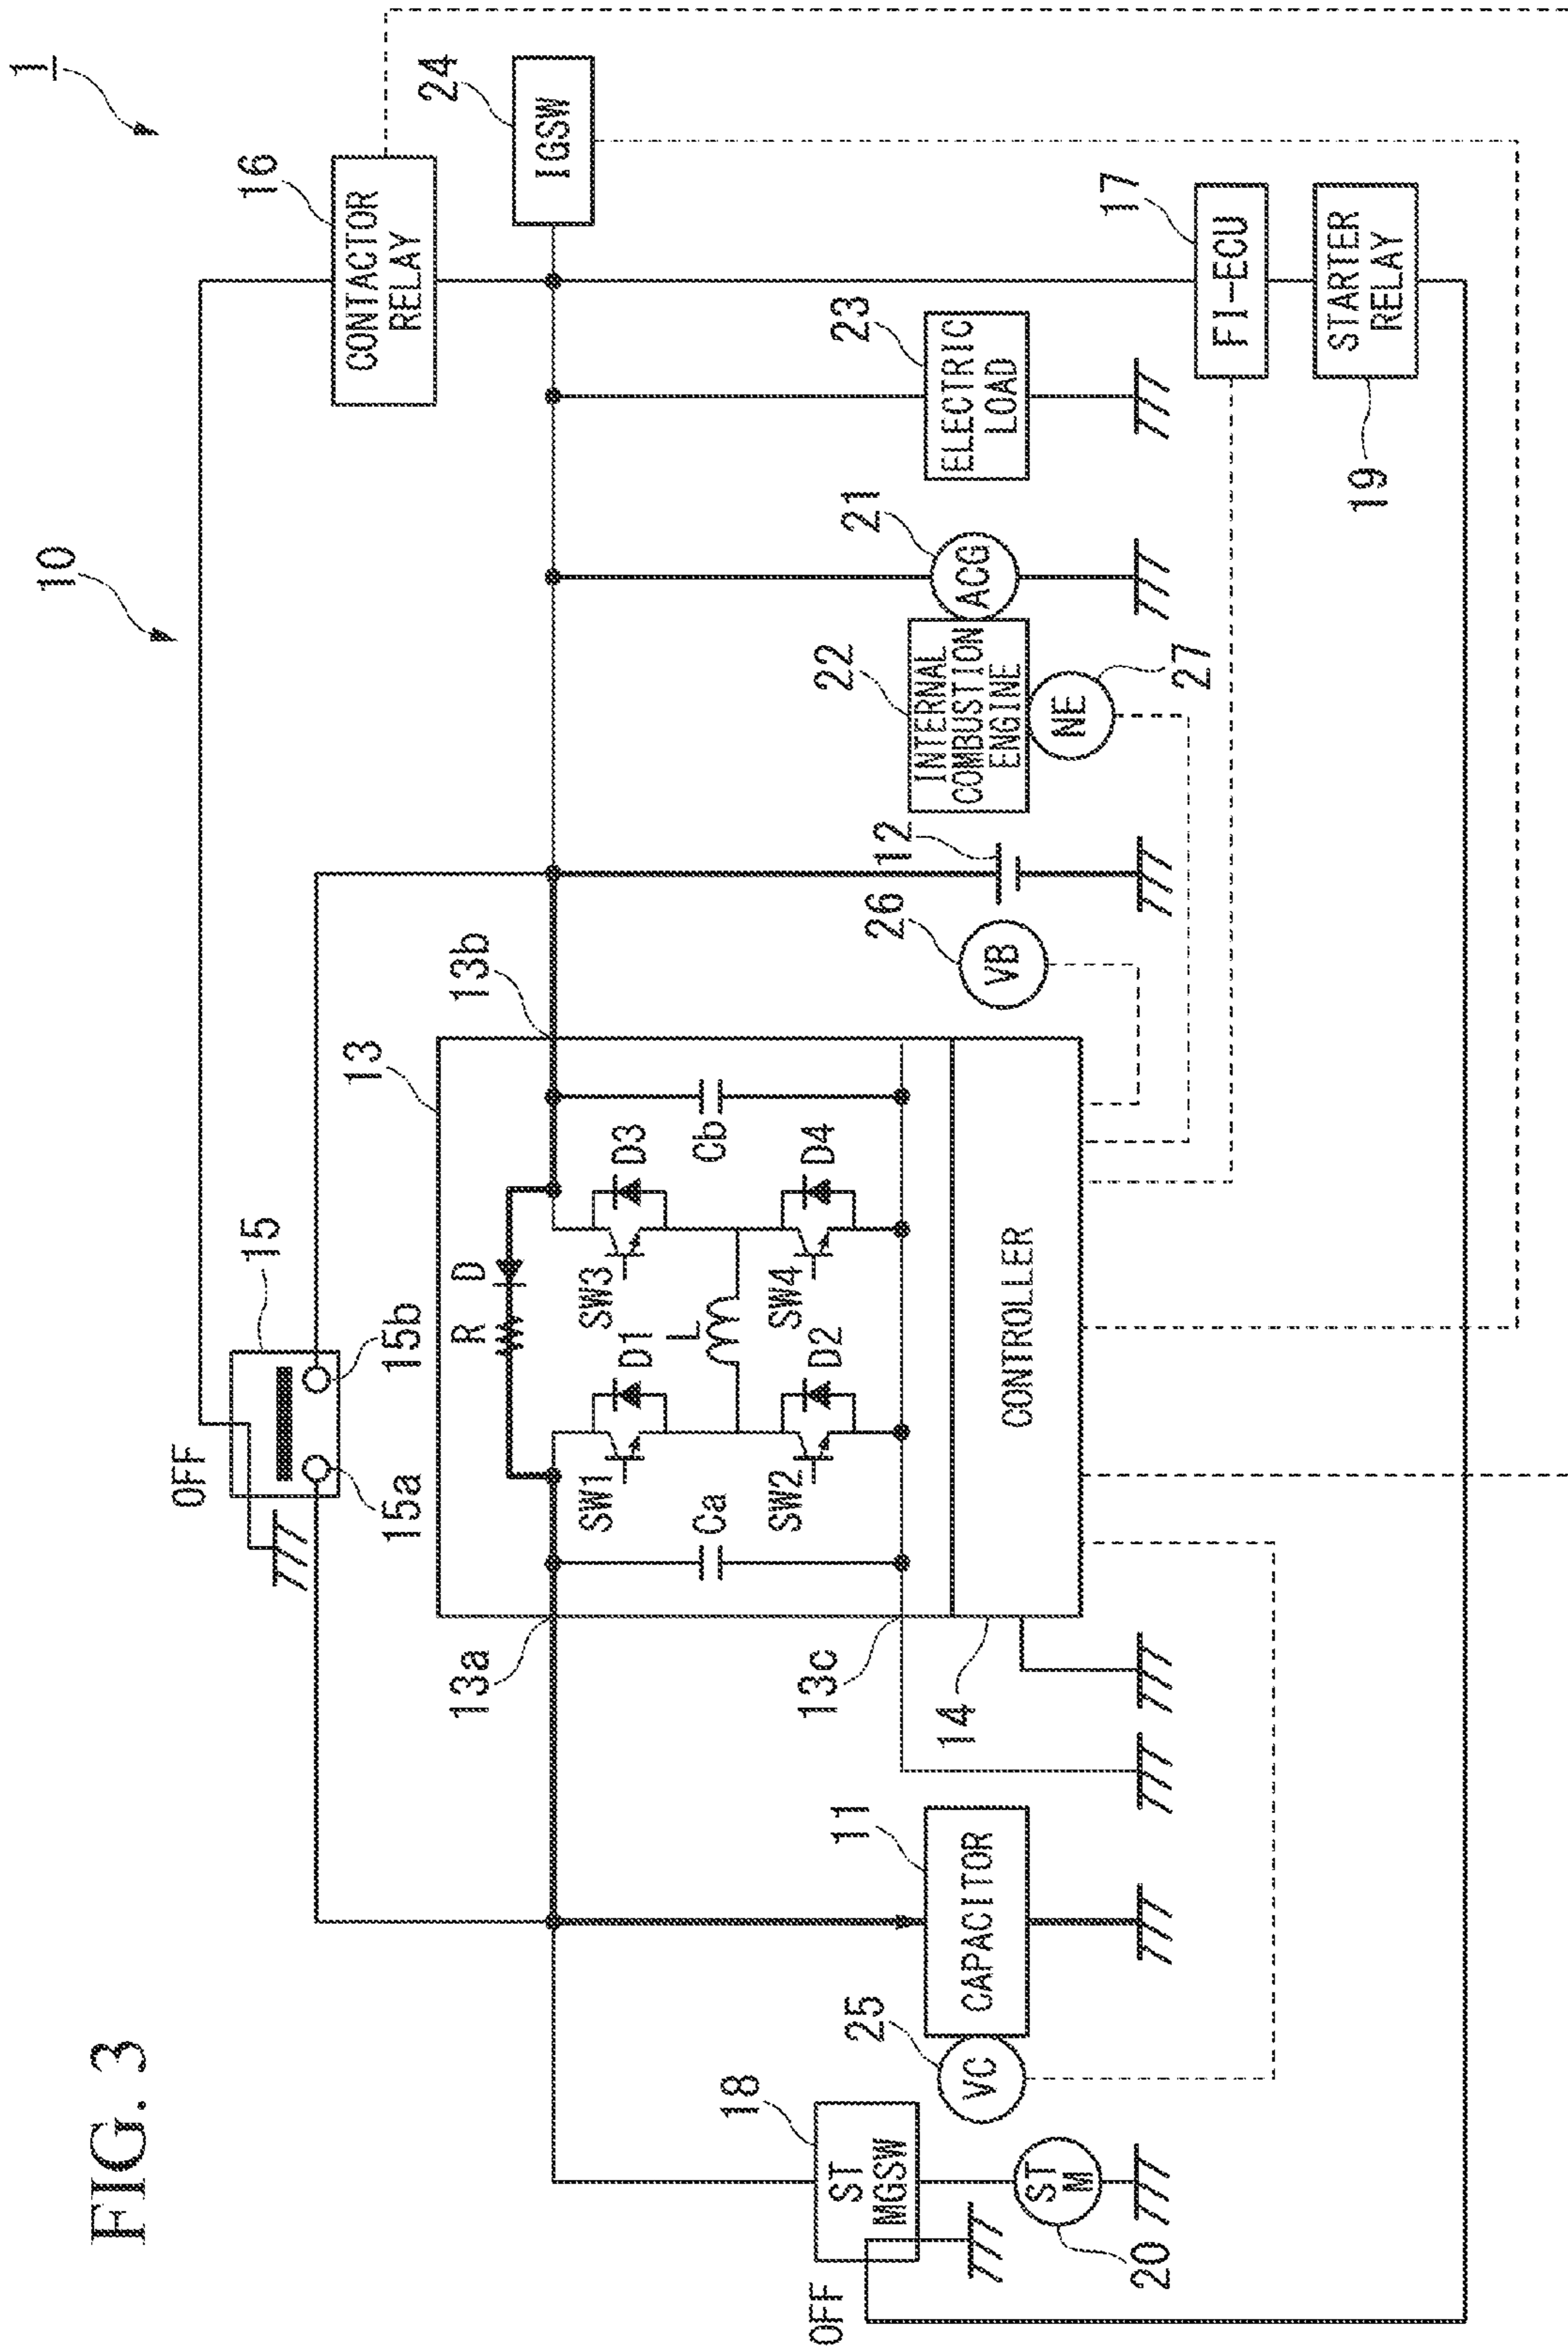 FIG. 3
1
10
OFF
15
15a
15b
16
CONTACTOR
RELAY
24
IGSW
13
13a
13b
13c
R
D
SW1
D1
SW3
D3
L
Ca
Cb
SW2
D2
SW4
D4
CONTROLLER
14
18
ST
MGSW
OFF
ST
M
20
25
VC
11
CAPACITOR
26
VB
12
22
INTERNAL
COMBUSTION
ENGINE
NE
27
21
ACG
23
ELECTRIC
LOAD
17
FI-ECU
STARTER
RELAY
19